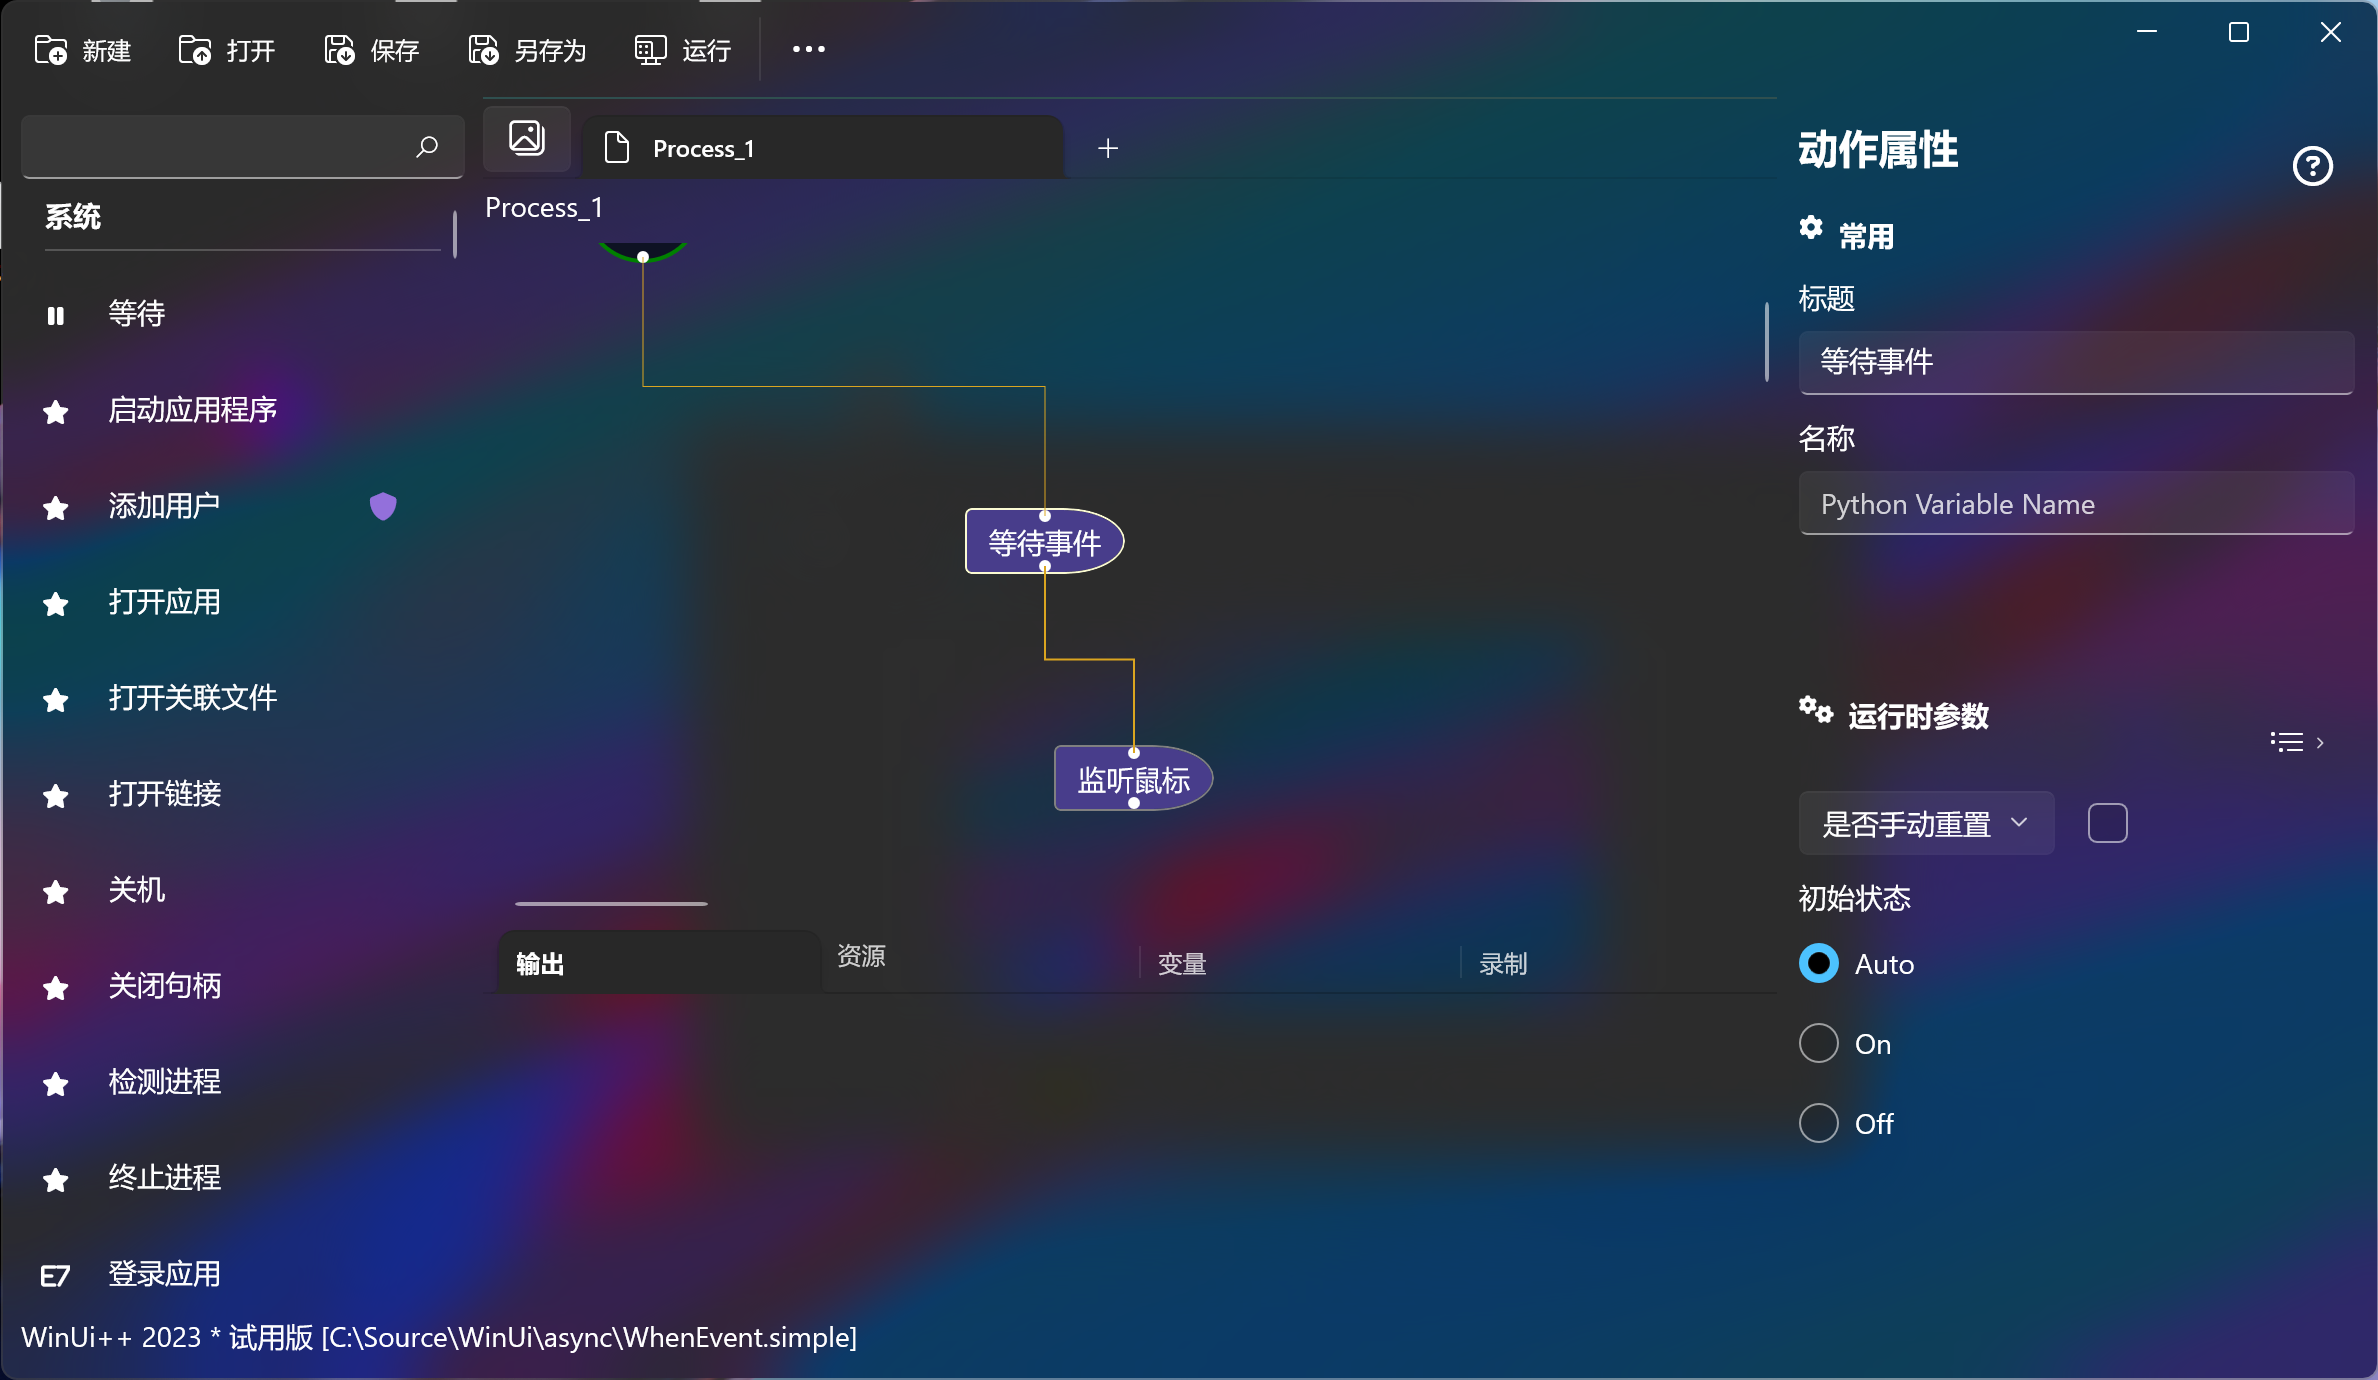 新建
打开
保存
另存为
运行
Process_1
Process_1
系统
等待
启动应用程序
添加用户
打开应用
打开关联文件
打开链接
关机
关闭句柄
检测进程
终止进程
E7 登录应用
等待事件
监听鼠标
输出
资源
变量
录制
动作属性
常用
标题
等待事件
名称
Python Variable Name
运行时参数
是否手动重置
初始状态
Auto
On
Off
WinUi++ 2023 * 试用版 [C:\Source\WinUi\async\WhenEvent.simple]